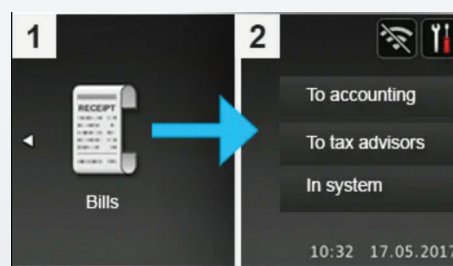 1
RECEIPT
Bills
2
To accounting
To tax advisors
In system
10:32 17.05.2017